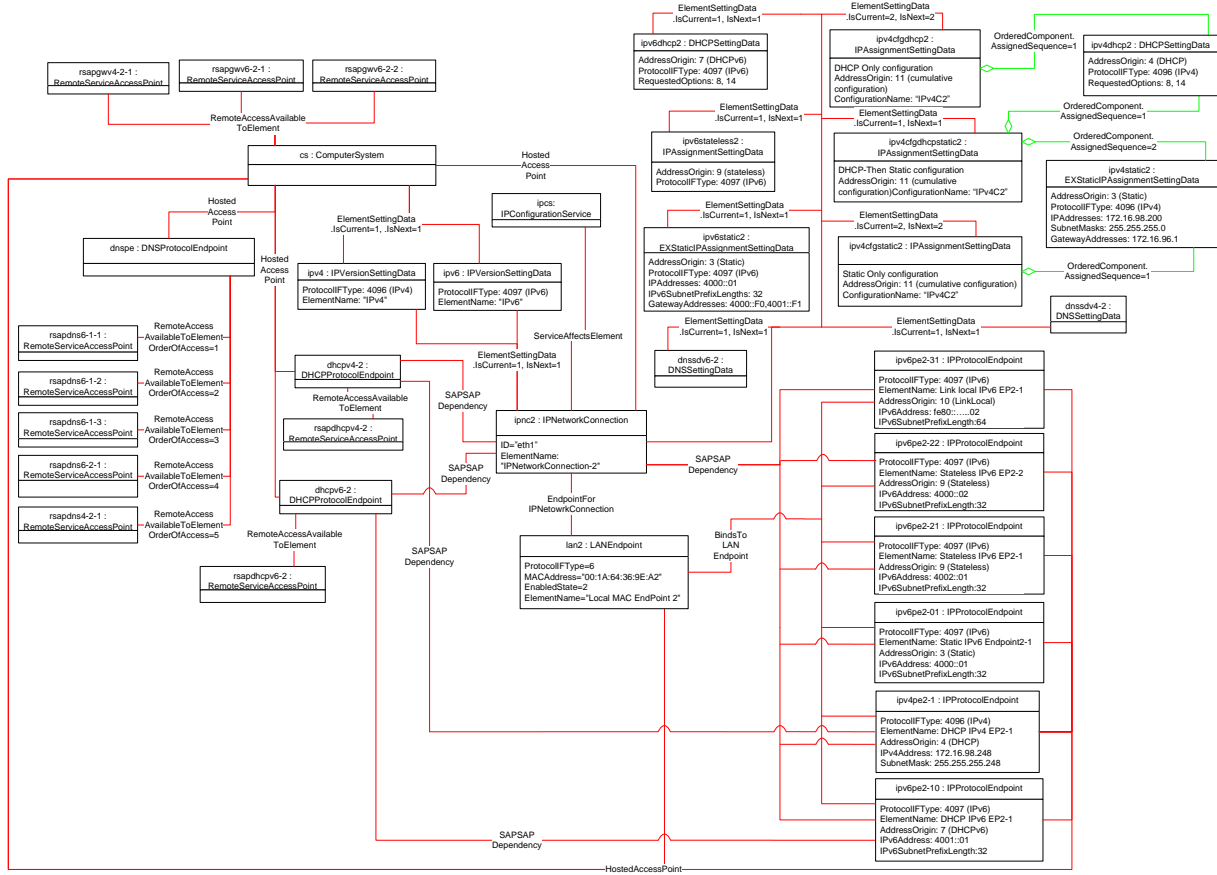 ElementSettingData
.IsCurrent=1, IsNext=1
ElementSettingData
.IsCurrent=2, IsNext=2
ipv6dhcp2 : DHCPSettingData
AddressOrigin: 7 (DHCPv6)
ProtocolIFType: 4097 (IPv6)
RequestedOptions: 8, 14
ipv4cfgdhcp2 :
IPAssignmentSettingData
DHCP Only configuration
AddressOrigin: 11 (cumulative
configuration)
ConfigurationName: "IPv4C2"
OrderedComponent.
AssignedSequence=1
ipv4dhcp2 : DHCPSettingData
AddressOrigin: 4 (DHCP)
ProtocolIFType: 4096 (IPv4)
RequestedOptions: 8, 14
rsapgwv4-2-1 :
RemoteServiceAccessPoint
rsapgwv6-2-1 :
RemoteServiceAccessPoint
rsapgwv6-2-2 :
RemoteServiceAccessPoint
RemoteAccessAvailable
ToElement
ElementSettingData
.IsCurrent=1, IsNext=1
ElementSettingData
.IsCurrent=1, IsNext=1
OrderedComponent.
AssignedSequence=1
ipv6stateless2 :
IPAssignmentSettingData
AddressOrigin: 9 (stateless)
ProtocolIFType: 4097 (IPv6)
ipv4cfgdhcpstatic2 :
IPAssignmentSettingData
DHCP-Then Static configuration
AddressOrigin: 11 (cumulative
configuration)ConfigurationName: "IPv4C2"
OrderedComponent.
AssignedSequence=2
ipv4static2 :
EXStaticIPAssignmentSettingData
AddressOrigin: 3 (Static)
ProtocolIFType: 4096 (IPv4)
IPAddresses: 172.16.98.200
SubnetMasks: 255.255.255.0
GatewayAddresses: 172.16.96.1
cs : ComputerSystem
Hosted
Access
Point
Hosted
Access
Point
ElementSettingData
.IsCurrent=1, .IsNext=1
ipcs:
IPConfigurationService
ElementSettingData
.IsCurrent=1, IsNext=1
ElementSettingData
.IsCurrent=2, IsNext=1
dnspe : DNSProtocolEndpoint
Hosted
Access
Point
ipv4 : IPVersionSettingData
ProtocolIFType: 4096 (IPv4)
ElementName: "IPv4"
ipv6 : IPVersionSettingData
ProtocolIFType: 4097 (IPv6)
ElementName: "IPv6"
ipv6static2 :
EXStaticIPAssignmentSettingData
AddressOrigin: 3 (Static)
ProtocolIFType: 4097 (IPv6)
IPAddresses: 4000::01
IPv6SubnetPrefixLengths: 32
GatewayAddresses: 4000::F0,4001::F1
ipv4cfgstatic2 : IPAssignmentSettingData
Static Only configuration
AddressOrigin: 11 (cumulative configuration)
ConfigurationName: "IPv4C2"
OrderedComponent.
AssignedSequence=1
dnssdv4-2 :
DNSSettingData
ServiceAffectsElement
ElementSettingData
.IsCurrent=1, IsNext=1
ElementSettingData
.IsCurrent=1, IsNext=1
ElementSettingData
.IsCurrent=1, IsNext=1
dnssdv6-2 :
DNSSettingData
rsapdns6-1-1 :
RemoteServiceAccessPoint
RemoteAccess
AvailableToElement
OrderOfAccess=1
rsapdns6-1-2 :
RemoteServiceAccessPoint
RemoteAccess
AvailableToElement
OrderOfAccess=2
rsapdns6-1-3 :
RemoteServiceAccessPoint
RemoteAccess
AvailableToElement
OrderOfAccess=3
rsapdns6-2-1 :
RemoteServiceAccessPoint
RemoteAccess
AvailableToElement
OrderOfAccess=4
rsapdns4-2-1 :
RemoteServiceAccessPoint
RemoteAccess
AvailableToElement
OrderOfAccess=5
dhcpv4-2 :
DHCPProtocolEndpoint
SAPSAP
Dependency
RemoteAccessAvailable
ToElement
rsapdhcpv4-2 :
RemoteServiceAccessPoint
ipnc2 : IPNetworkConnection
ID="eth1"
ElementName:
"IPNetworkConnection-2"
SAPSAP
Dependency
dhcpv6-2 :
DHCPProtocolEndpoint
SAPSAP
Dependency
EndpointFor
IPNetowrkConnection
RemoteAccessAvailable
ToElement
rsapdhcpv6-2 :
RemoteServiceAccessPoint
SAPSAP
Dependency
lan2 : LANEndpoint
ProtocolIFType=6
MACAddress="00:1A:64:36:9E:A2"
EnabledState=2
ElementName="Local MAC EndPoint 2"
BindsTo
LAN
Endpoint
ipv6pe2-31 : IPProtocolEndpoint
ProtocolIFType: 4097 (IPv6)
ElementName: Link local IPv6 EP2-1
AddressOrigin: 10 (LinkLocal)
IPv6Address: fe80::.....02
IPv6SubnetPrefixLength:64
ipv6pe2-22 : IPProtocolEndpoint
ProtocolIFType: 4097 (IPv6)
ElementName: Stateless IPv6 EP2-2
AddressOrigin: 9 (Stateless)
IPv6Address: 4000::02
IPv6SubnetPrefixLength:32
ipv6pe2-21 : IPProtocolEndpoint
ProtocolIFType: 4097 (IPv6)
ElementName: Stateless IPv6 EP2-1
AddressOrigin: 9 (Stateless)
IPv6Address: 4002::01
IPv6SubnetPrefixLength:32
ipv6pe2-01 : IPProtocolEndpoint
ProtocolIFType: 4097 (IPv6)
ElementName: Static IPv6 Endpoint2-1
AddressOrigin: 3 (Static)
IPv6Address: 4000::01
IPv6SubnetPrefixLength:32
ipv4pe2-1 : IPProtocolEndpoint
ProtocolIFType: 4096 (IPv4)
ElementName: DHCP IPv4 EP2-1
AddressOrigin: 4 (DHCP)
IPv4Address: 172.16.98.248
SubnetMask: 255.255.255.248
ipv6pe2-10 : IPProtocolEndpoint
ProtocolIFType: 4097 (IPv6)
ElementName: DHCP IPv6 EP2-1
AddressOrigin: 7 (DHCPv6)
IPv6Address: 4001::01
IPv6SubnetPrefixLength:32
SAPSAP
Dependency
HostedAccessPoint